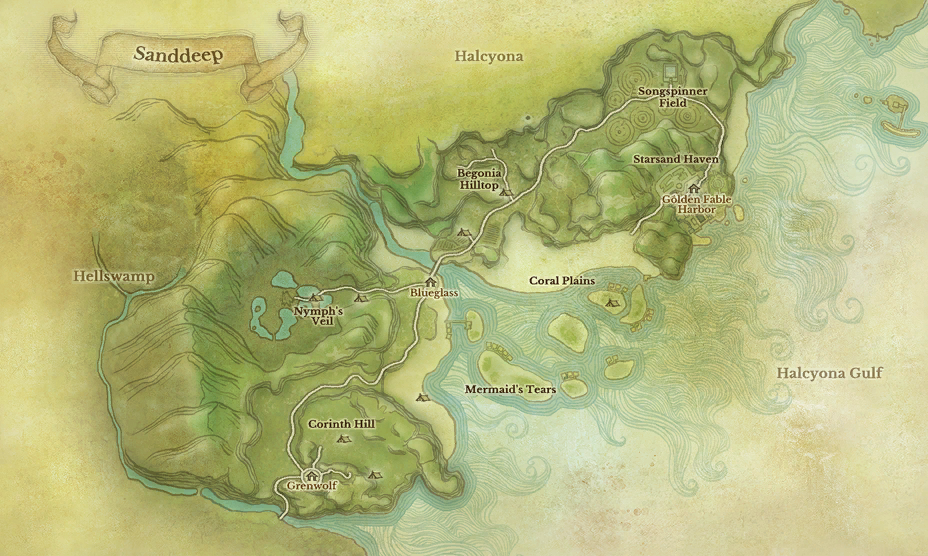 Sanddeep
Halcyona
Songspinner
Field
Starsand Haven
Begonia
Hilltop
Golden Fable
Harbor
Hellswamp
Coral Plains
Blueglass
Nymph's
Veil
Halcyona Gulf
Mermaid's Tears
Corinth Hill
Grenwolf